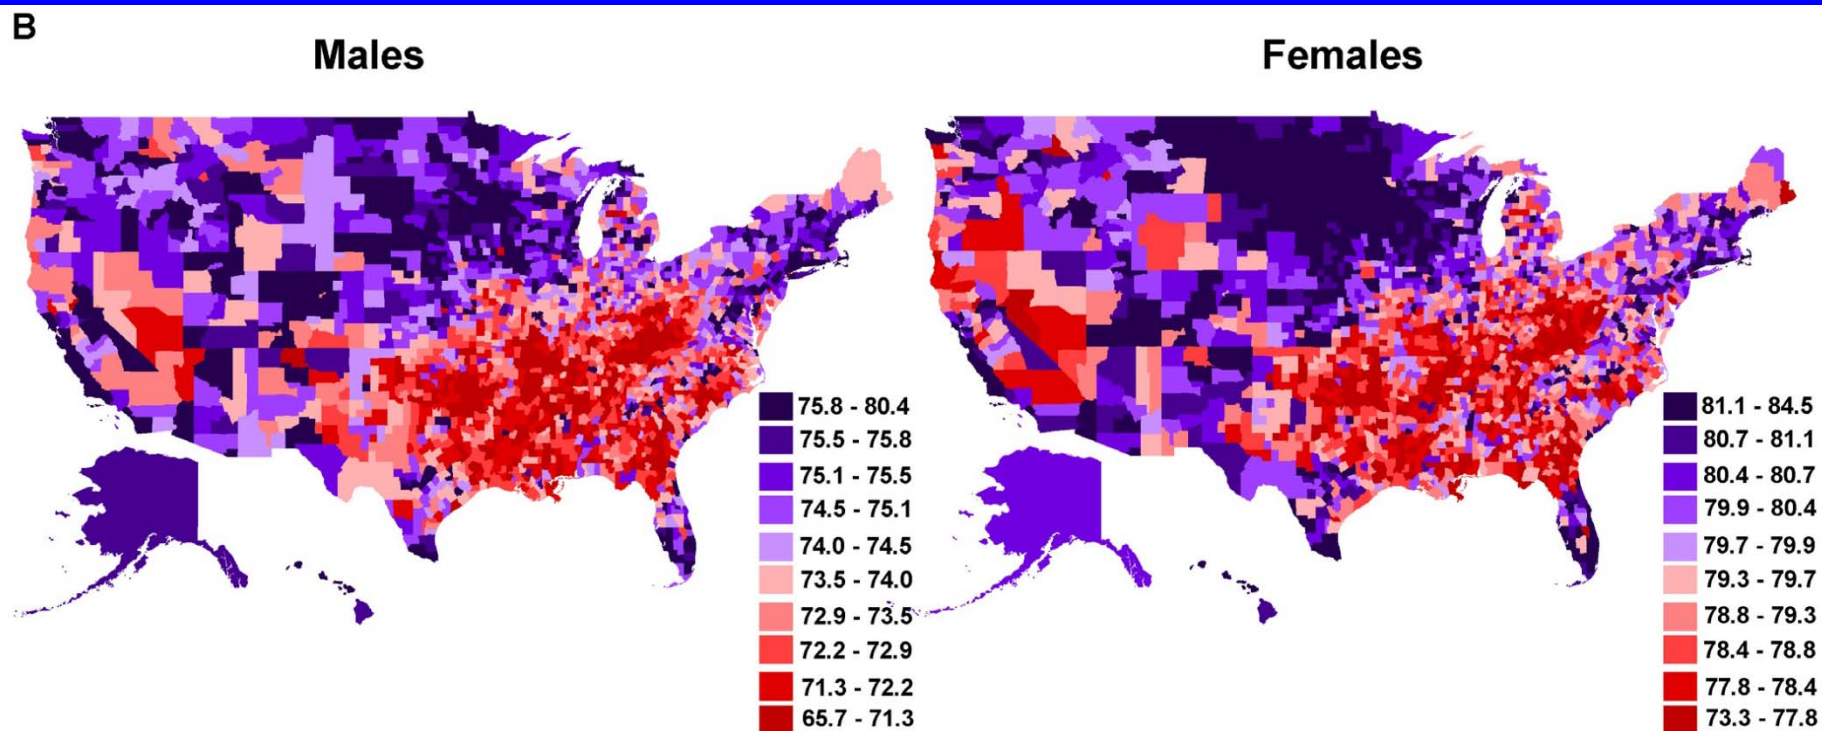 B
Males
Females
75.8 - 80.4
75.5 - 75.8
75.1 - 75.5
74.5 - 75.1
74.0 - 74.5
73.5 - 74.0
72.9 - 73.5
72.2 - 72.9
71.3 - 72.2
65.7 - 71.3
81.1 - 84.5
80.7 - 81.1
80.4 - 80.7
79.9 - 80.4
79.7 - 79.9
79.3 - 79.7
78.8 - 79.3
78.4 - 78.8
77.8 - 78.4
73.3 - 77.8